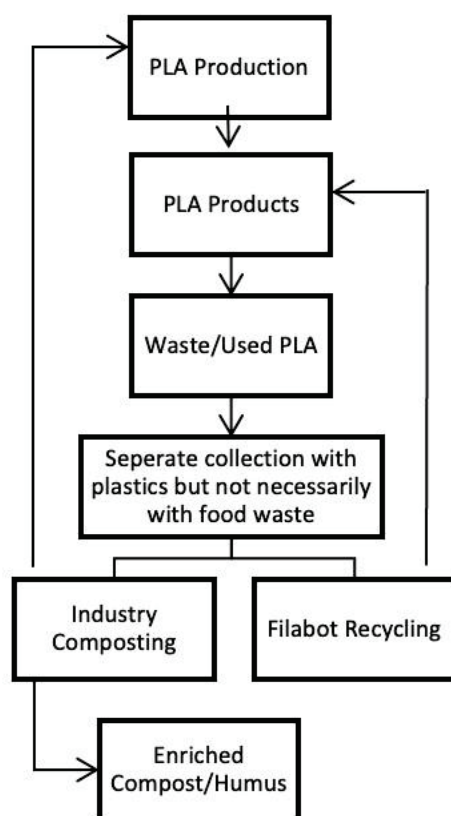 PLA Production
PLA Products
Waste/Used PLA
Seperate collection with
plastics but not necessarily
with food waste
Industry
Composting
Filabot Recycling
Enriched
Compost/Humus